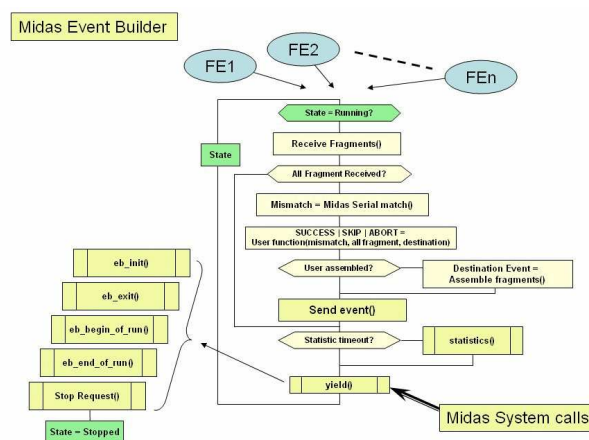 Midas Event Builder
FE1
FE2
FEn
State = Running?
State
Receive Fragments()
All Fragment Received?
Mismatch = Midas Serial match()
SUCCESS | SKIP | ABORT =
User function(mismatch, all fragment, destination)
User assembled?
Destination Event =
Assemble fragments()
Send event()
Statistic timeout?
statistics()
yield()
eb_init()
eb_exit()
eb_begin_of_run()
eb_end_of_run()
Stop Request()
State = Stopped
Midas System calls